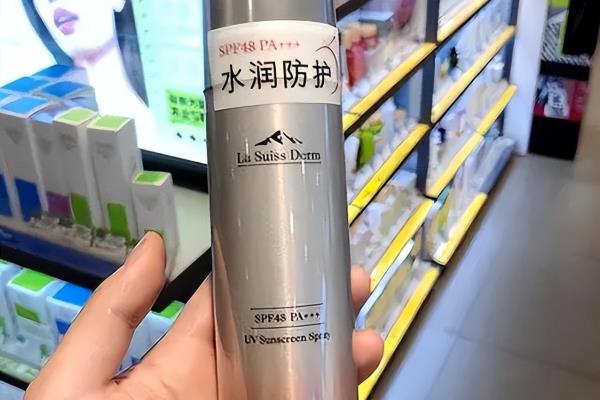 SPF48 PA+++
水润防护
La Suiss Derm
SPF48 PA+++
UV Sunscreen Spray